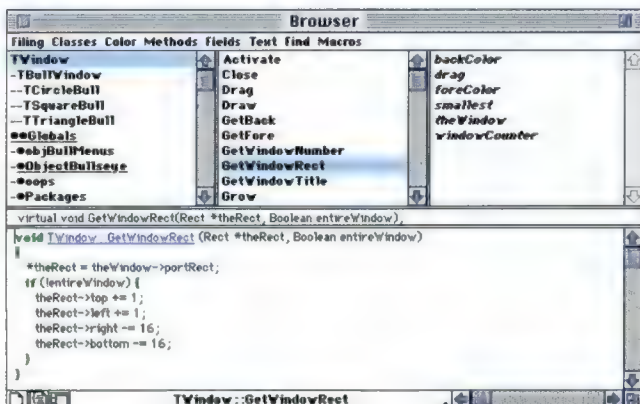 Browser
Filing Classes Color Methods Fields Text Find Macros
TWindow
-TBullWindow
--TCircleBull
--TSquareBull
--TTriangleBull
●●Globals
-●objBullMenus
-●ObjectBullseye
-●oops
-●Packages
Activate
Close
Drag
Draw
GetBack
GetFore
GetWindowNumber
GetWindowRect
GetWindowTitle
Grow
backColor
drag
foreColor
smallest
theWindow
windowCounter
virtual void GetWindowRect(Rect *theRect, Boolean entireWindow),
void TWindow::GetWindowRect (Rect *theRect, Boolean entireWindow)
{
*theRect = theWindow->portRect;
if (!entireWindow) {
theRect->top += 1;
theRect->left += 1;
theRect->right -= 16;
theRect->bottom -= 16;
}
}
TWindow::GetWindowRect